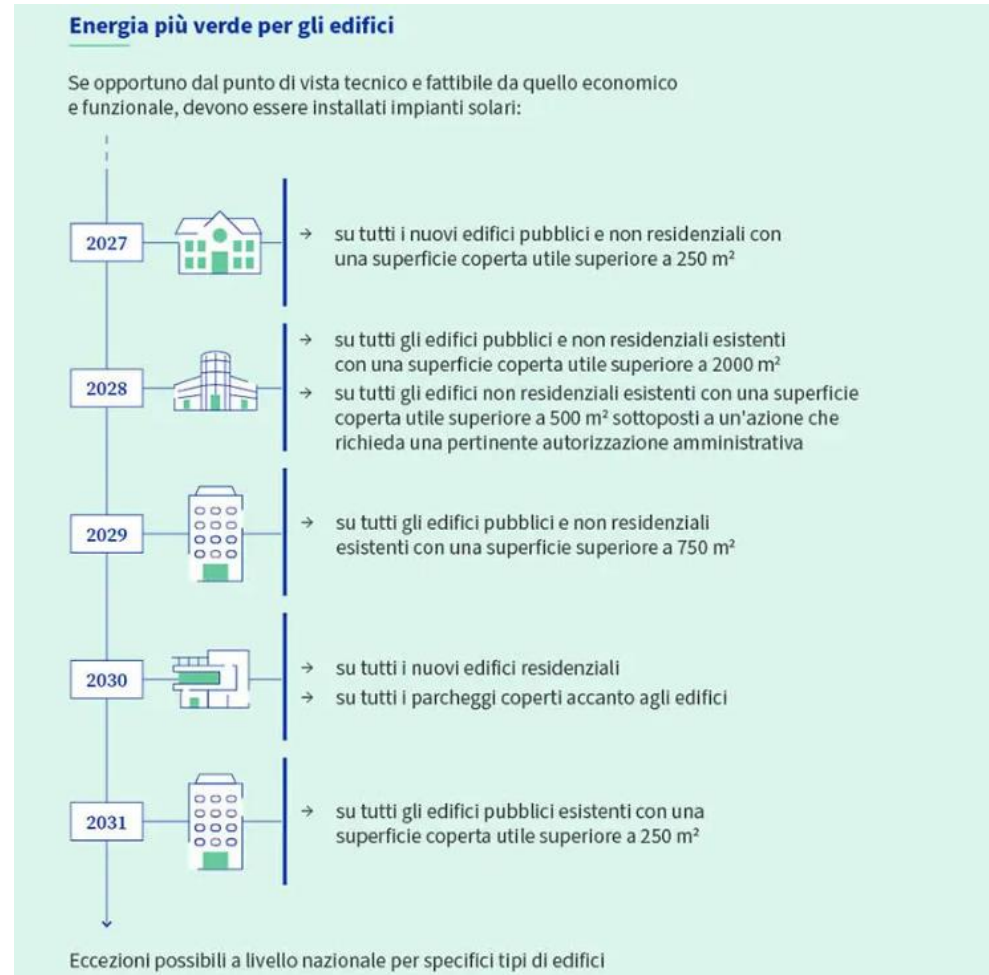 Energia più verde per gli edifici
Se opportuno dal punto di vista tecnico e fattibile da quello economico
e funzionale, devono essere installati impianti solari:
2027
→ su tutti i nuovi edifici pubblici e non residenziali con
una superficie coperta utile superiore a 250 m²
2028
→ su tutti gli edifici pubblici e non residenziali esistenti
con una superficie coperta utile superiore a 2000 m²
→ su tutti gli edifici non residenziali esistenti con una superficie
coperta utile superiore a 500 m² sottoposti a un'azione che
richieda una pertinente autorizzazione amministrativa
2029
→ su tutti gli edifici pubblici e non residenziali
esistenti con una superficie superiore a 750 m²
2030
→ su tutti i nuovi edifici residenziali
→ su tutti i parcheggi coperti accanto agli edifici
2031
→ su tutti gli edifici pubblici esistenti con una
superficie coperta utile superiore a 250 m²
Eccezioni possibili a livello nazionale per specifici tipi di edifici